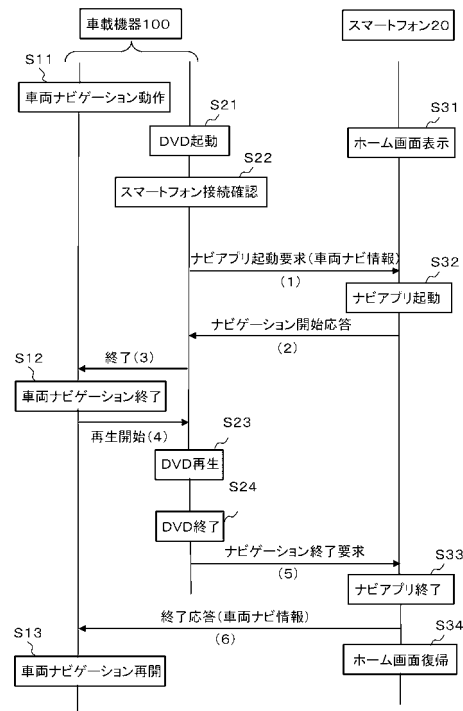 車載機器100
スマートフォン20
S11
車両ナビゲーション動作
S21
DVD起動
S31
ホーム画面表示
S22
スマートフォン接続確認
ナビアプリ起動要求(車両ナビ情報)
(1)
S32
ナビアプリ起動
ナビゲーション開始応答
(2)
終了(3)
S12
車両ナビゲーション終了
再生開始(4)
S23
DVD再生
S24
DVD終了
ナビゲーション終了要求
(5)
S33
ナビアプリ終了
終了応答(車両ナビ情報)
(6)
S13
車両ナビゲーション再開
S34
ホーム画面復帰